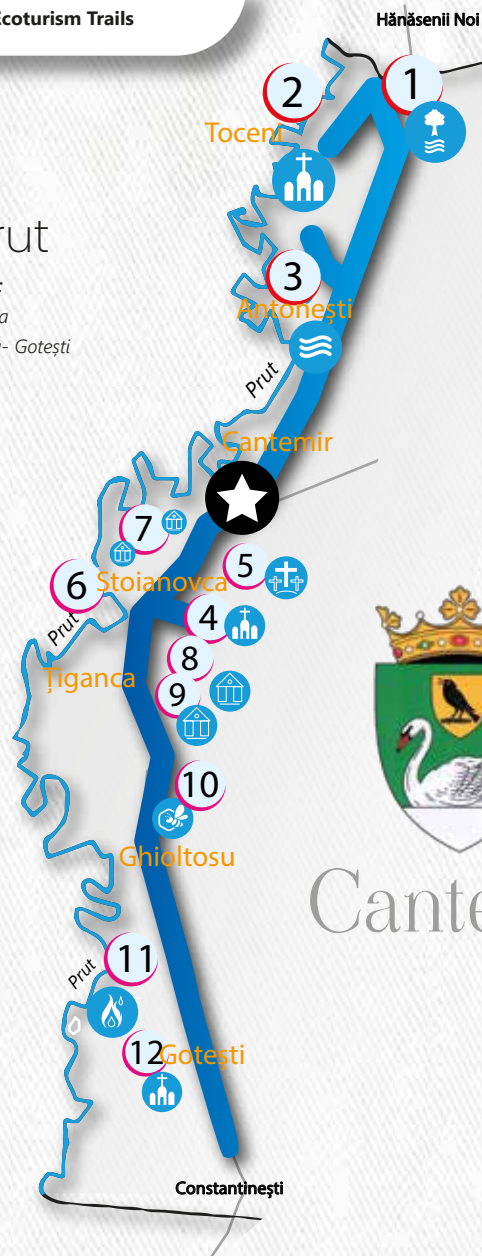 Ecoturism Trails
Hănăsenii Noi
1
2
Toceni
rut
:
a
- Gotești
3
Antonești
Prut
Cantemir
7
5
6
Stoianovca
4
Prut
8
Țiganca
9
10
Ghioltosu
Cante
11
Prut
12
Gotești
Constantinești